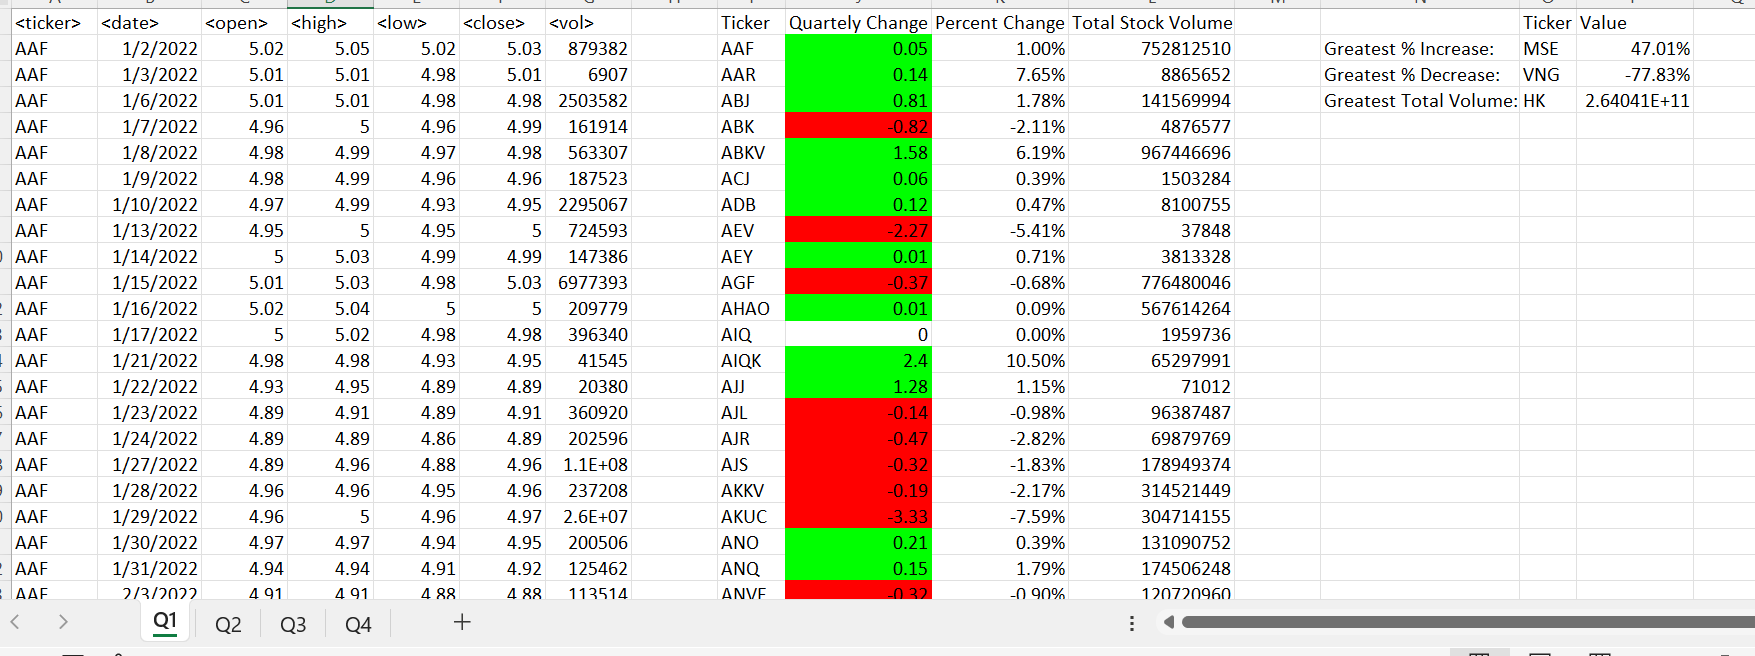 <ticker> <date> <open> <high> <low> <close> <vol> Ticker Quartely Change Percent Change Total Stock Volume Ticker Value
AAF 1/2/2022 5.02 5.05 5.02 5.03 879382 AAF 0.05 1.00% 752812510 Greatest % Increase: MSE 47.01%
AAF 1/3/2022 5.01 5.01 4.98 5.01 6907 AAR 0.14 7.65% 8865652 Greatest % Decrease: VNG -77.83%
AAF 1/6/2022 5.01 5.01 4.98 4.98 2503582 ABJ 0.81 1.78% 141569994 Greatest Total Volume: HK 2.64041E+11
AAF 1/7/2022 4.96 5 4.96 4.99 161914 ABK -0.82 -2.11% 4876577
AAF 1/8/2022 4.98 4.99 4.97 4.98 563307 ABKV 1.58 6.19% 967446696
AAF 1/9/2022 4.98 4.99 4.96 4.96 187523 ACJ 0.06 0.39% 1503284
AAF 1/10/2022 4.97 4.99 4.93 4.95 2295067 ADB 0.12 0.47% 8100755
AAF 1/13/2022 4.95 5 4.95 5 724593 AEV -2.27 -5.41% 37848
AAF 1/14/2022 5 5.03 4.99 4.99 147386 AEY 0.01 0.71% 3813328
AAF 1/15/2022 5.01 5.03 4.98 5.03 6977393 AGF -0.37 -0.68% 776480046
AAF 1/16/2022 5.02 5.04 5 5 209779 AHAO 0.01 0.09% 567614264
AAF 1/17/2022 5 5.02 4.98 4.98 396340 AIQ 0 0.00% 1959736
AAF 1/21/2022 4.98 4.98 4.93 4.95 41545 AIQK 2.4 10.50% 65297991
AAF 1/22/2022 4.93 4.95 4.89 4.89 20380 AJJ 1.28 1.15% 71012
AAF 1/23/2022 4.89 4.91 4.89 4.91 360920 AJL -0.14 -0.98% 96387487
AAF 1/24/2022 4.89 4.89 4.86 4.89 202596 AJR -0.47 -2.82% 69879769
AAF 1/27/2022 4.89 4.96 4.88 4.96 1.1E+08 AJS -0.32 -1.83% 178949374
AAF 1/28/2022 4.96 4.96 4.95 4.96 237208 AKKV -0.19 -2.17% 314521449
AAF 1/29/2022 4.96 5 4.96 4.97 2.6E+07 AKUC -3.33 -7.59% 304714155
AAF 1/30/2022 4.97 4.97 4.94 4.95 200506 ANO 0.21 0.39% 131090752
AAF 1/31/2022 4.94 4.94 4.91 4.92 125462 ANQ 0.15 1.79% 174506248
AAF 2/3/2022 4.91 4.91 4.88 4.88 113514 ANVF -0.32 -0.90% 120720960
Q1 Q2 Q3 Q4